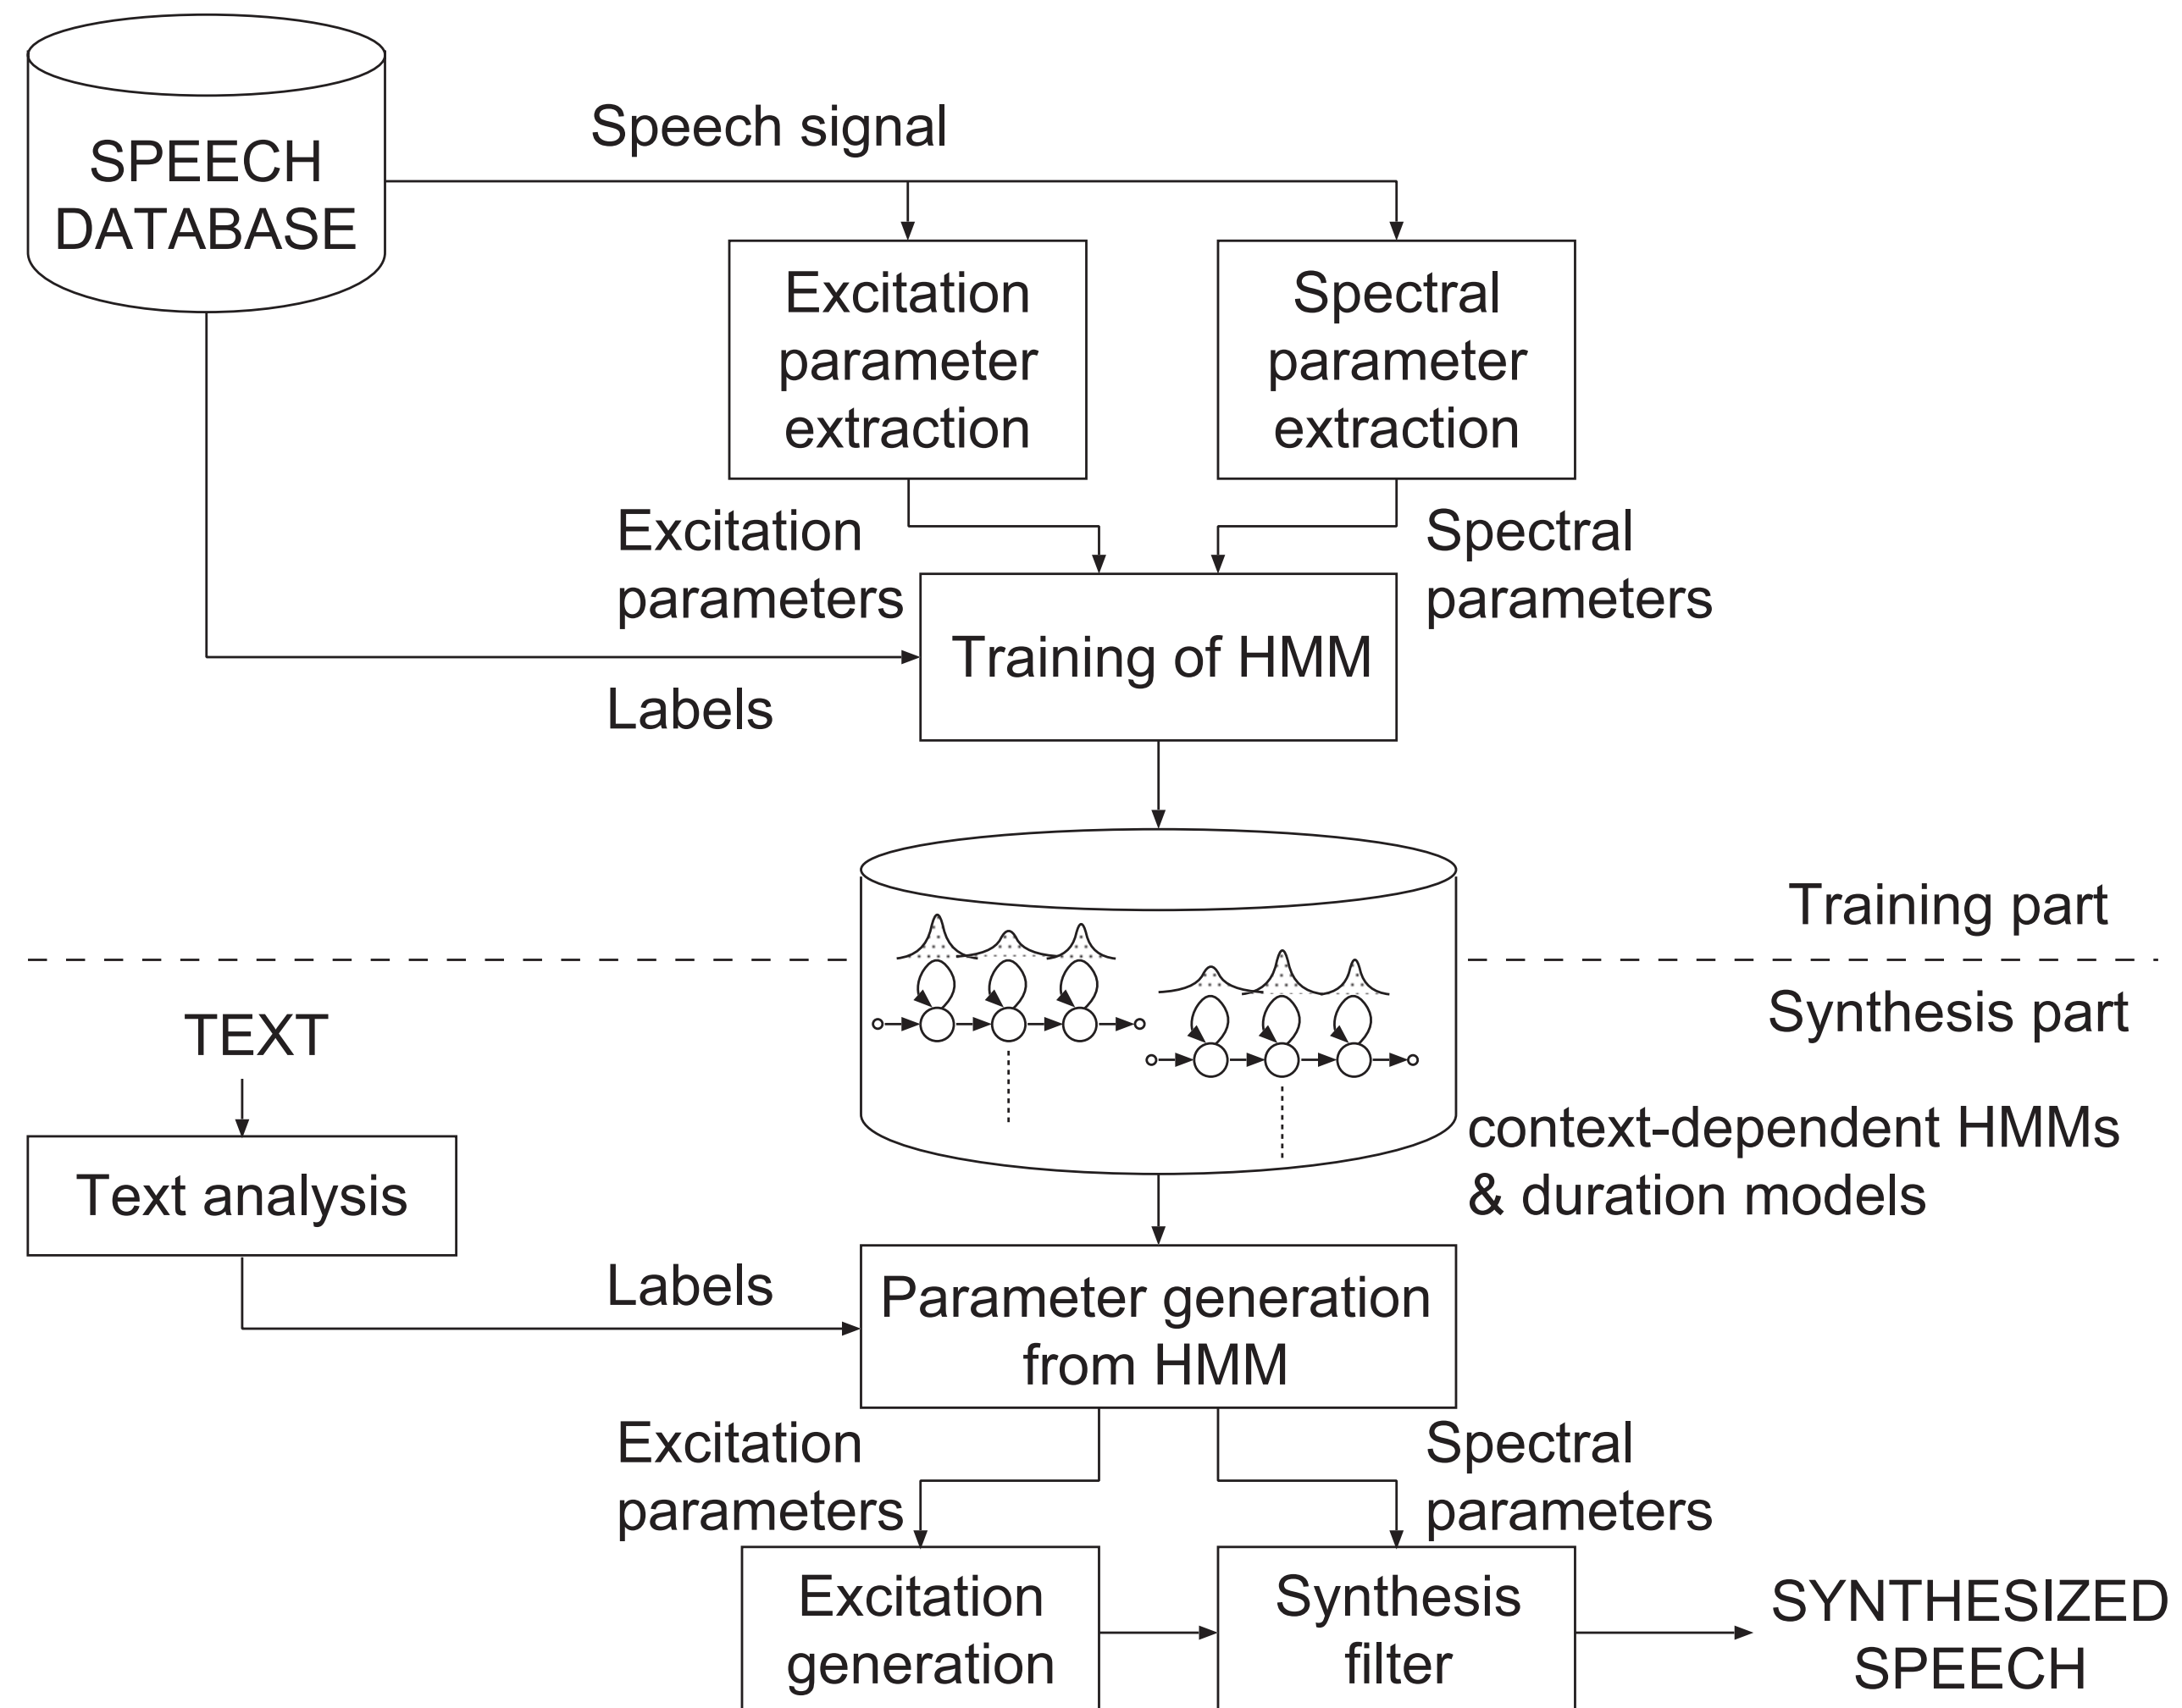 SPEECH
DATABASE
Speech signal
Excitation
parameter
extraction
Spectral
parameter
extraction
Excitation
parameters
Spectral
parameters
Training of HMM
Labels
Training part
Synthesis part
TEXT
context-dependent HMMs
& duration models
Text analysis
Labels
Parameter generation
from HMM
Excitation
parameters
Spectral
parameters
Excitation
generation
Synthesis
filter
SYNTHESIZED
SPEECH